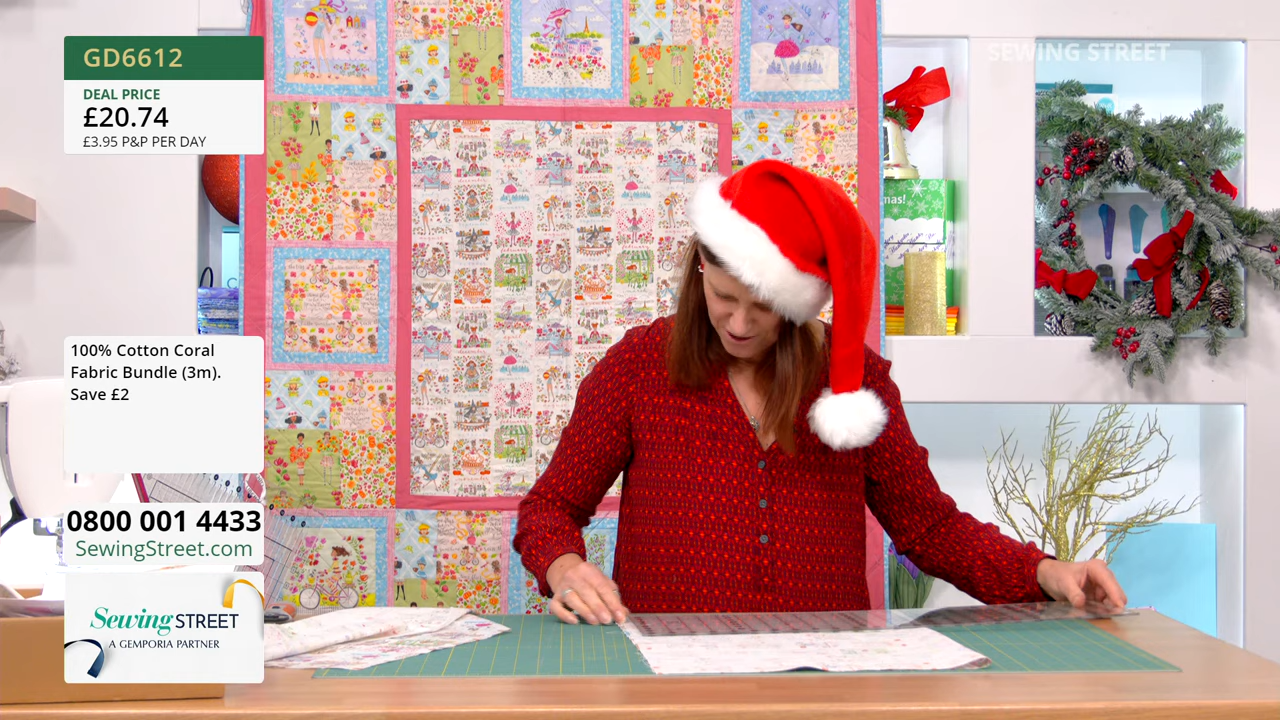 GD6612
DEAL PRICE
£20.74
£3.95 P&P PER DAY
100% Cotton Coral
Fabric Bundle (3m).
Save £2
0800 001 4433
SewingStreet.com
Sewing STREET
A GEMPORIA PARTNER
SEWING STREET
mas!